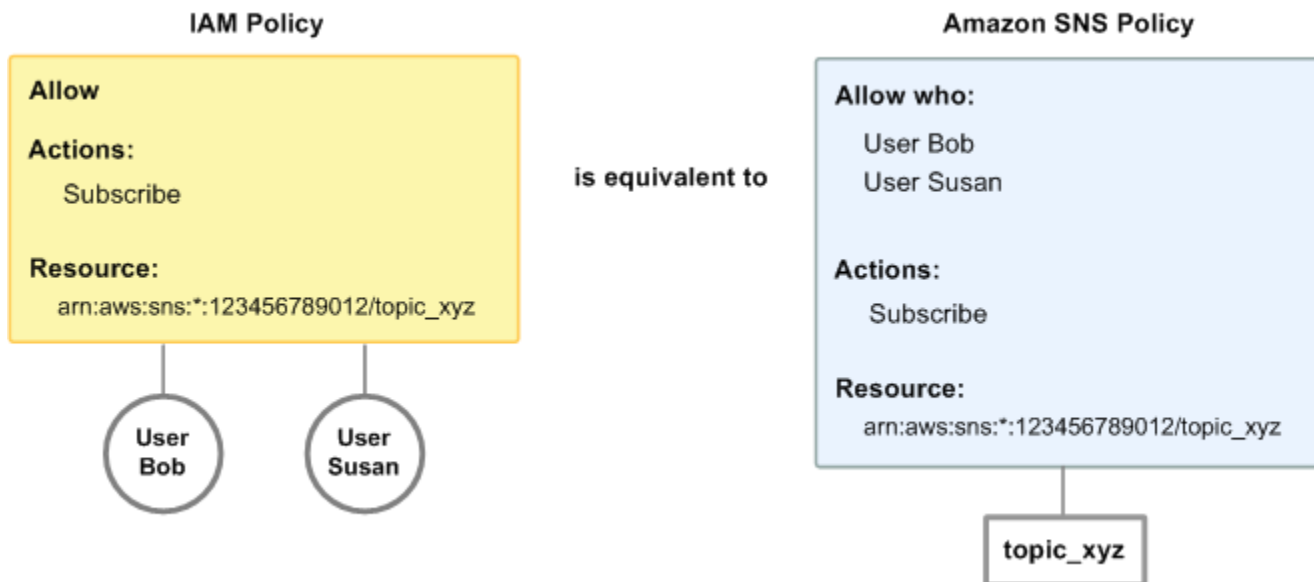 IAM Policy
Allow
Actions:
Subscribe
Resource:
arn:aws:sns:*:123456789012/topic_xyz
User
Bob
User
Susan
is equivalent to
Amazon SNS Policy
Allow who:
User Bob
User Susan
Actions:
Subscribe
Resource:
arn:aws:sns:*:123456789012/topic_xyz
topic_xyz